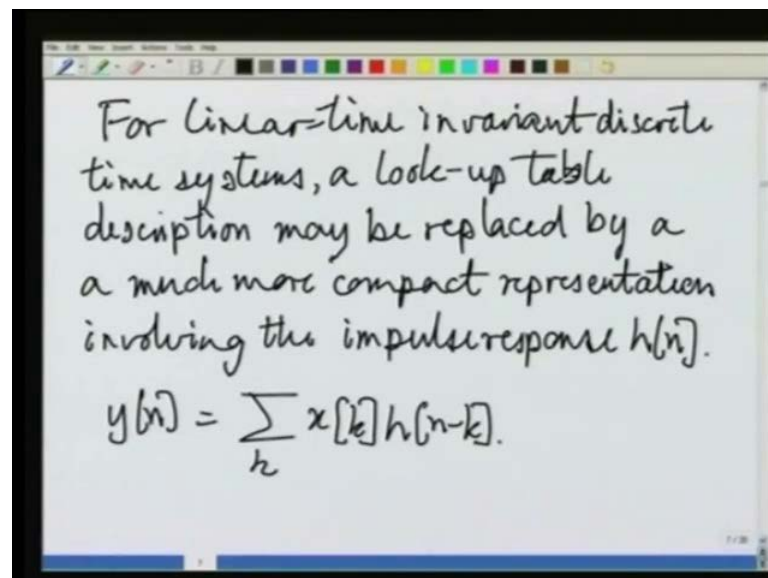 For linear-time invariant discrete
time systems, a look-up table
description may be replaced by a
a much more compact representation
involving the impulse response h[n].
y[n] = ∑ x[k] h[n-k].
k